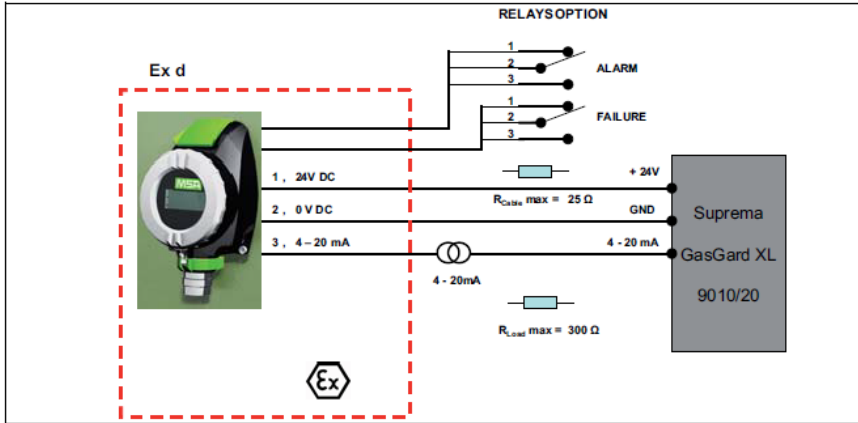 RELAYSOPTION
Ex d
1
2
3
ALARM
1
2
3
FAILURE
MSA
1 , 24V DC
+ 24V
R Cable max = 25 Ω
2 , 0 V DC
GND
3 , 4 – 20 mA
4 - 20 mA
4 - 20mA
Suprema
GasGard XL
9010/20
R Load max = 300 Ω
Ex